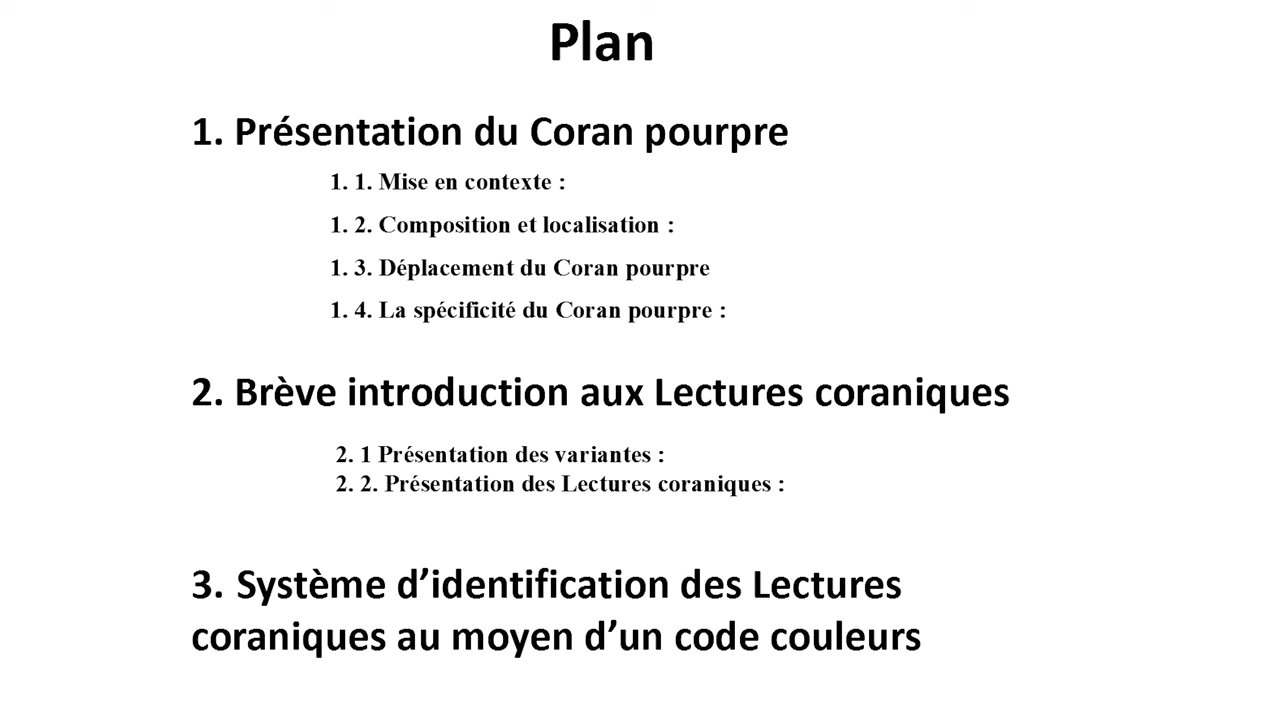 Plan
1. Présentation du Coran pourpre
1. 1. Mise en contexte :
1. 2. Composition et localisation :
1. 3. Déplacement du Coran pourpre
1. 4. La spécificité du Coran pourpre :
2. Brève introduction aux Lectures coraniques
2. 1 Présentation des variantes :
2. 2. Présentation des Lectures coraniques :
3. Système d’identification des Lectures
coraniques au moyen d’un code couleurs